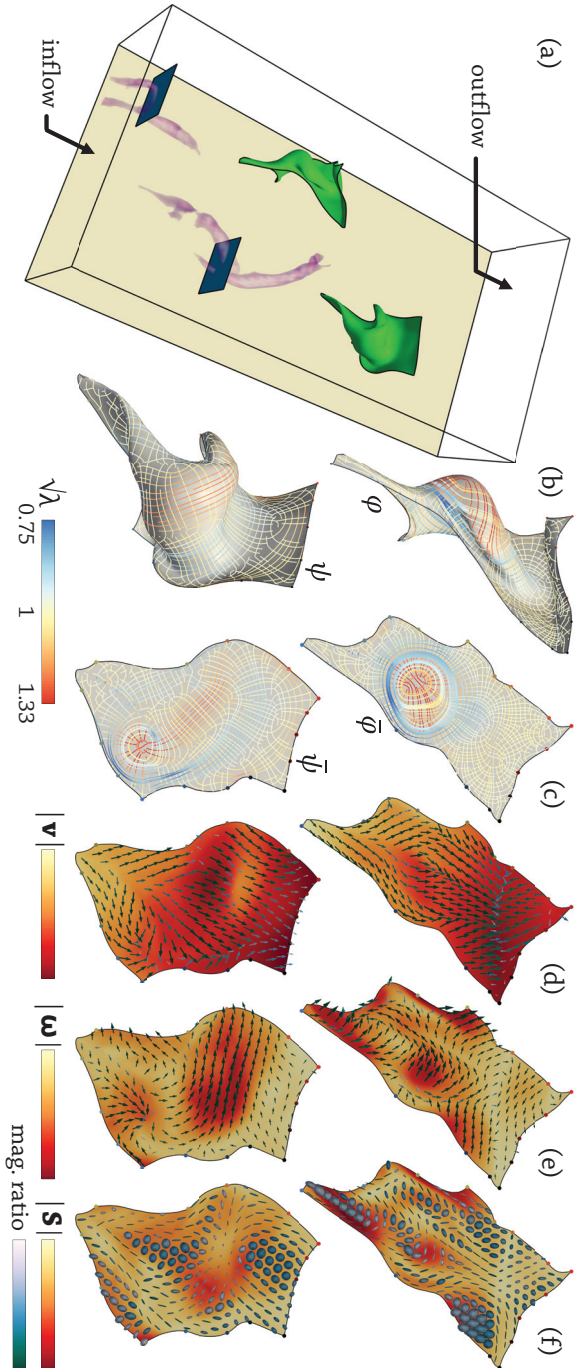 (a)
outflow
inflow
(b)
φ
ψ
√λ
0.75
1
1.33
(c)
φ̄
ψ̄
(d)
|v|
(e)
|ω|
(f)
|S|
mag. ratio